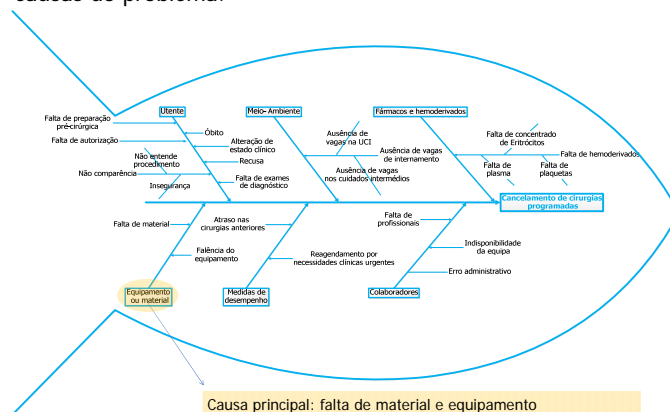 causas do problema:
Utente
Meio- Ambiente
Fármacos e hemoderivados
Falta de preparação
pré-cirúrgica
Falta de autorização
Não entende
procedimento
Não comparência
Insegurança
Óbito
Alteração de
estado clínico
Recusa
Falta de exames
de diagnóstico
Ausência de
vagas na UCI
Ausência de vagas
de internamento
Ausência de vagas
nos cuidados intermédios
Falta de concentrado
de Eritrócitos
Falta de hemoderivados
Falta de
plasma
Falta de
plaquetas
Cancelamento de cirurgias
programadas
Falta de material
Falência do
equipamento
Atraso nas
cirurgias anteriores
Reagendamento por
necessidades clínicas urgentes
Falta de
profissionais
Indisponibilidade
da equipa
Erro administrativo
Equipamento
ou material
Medidas de
desempenho
Colaboradores
Causa principal: falta de material e equipamento